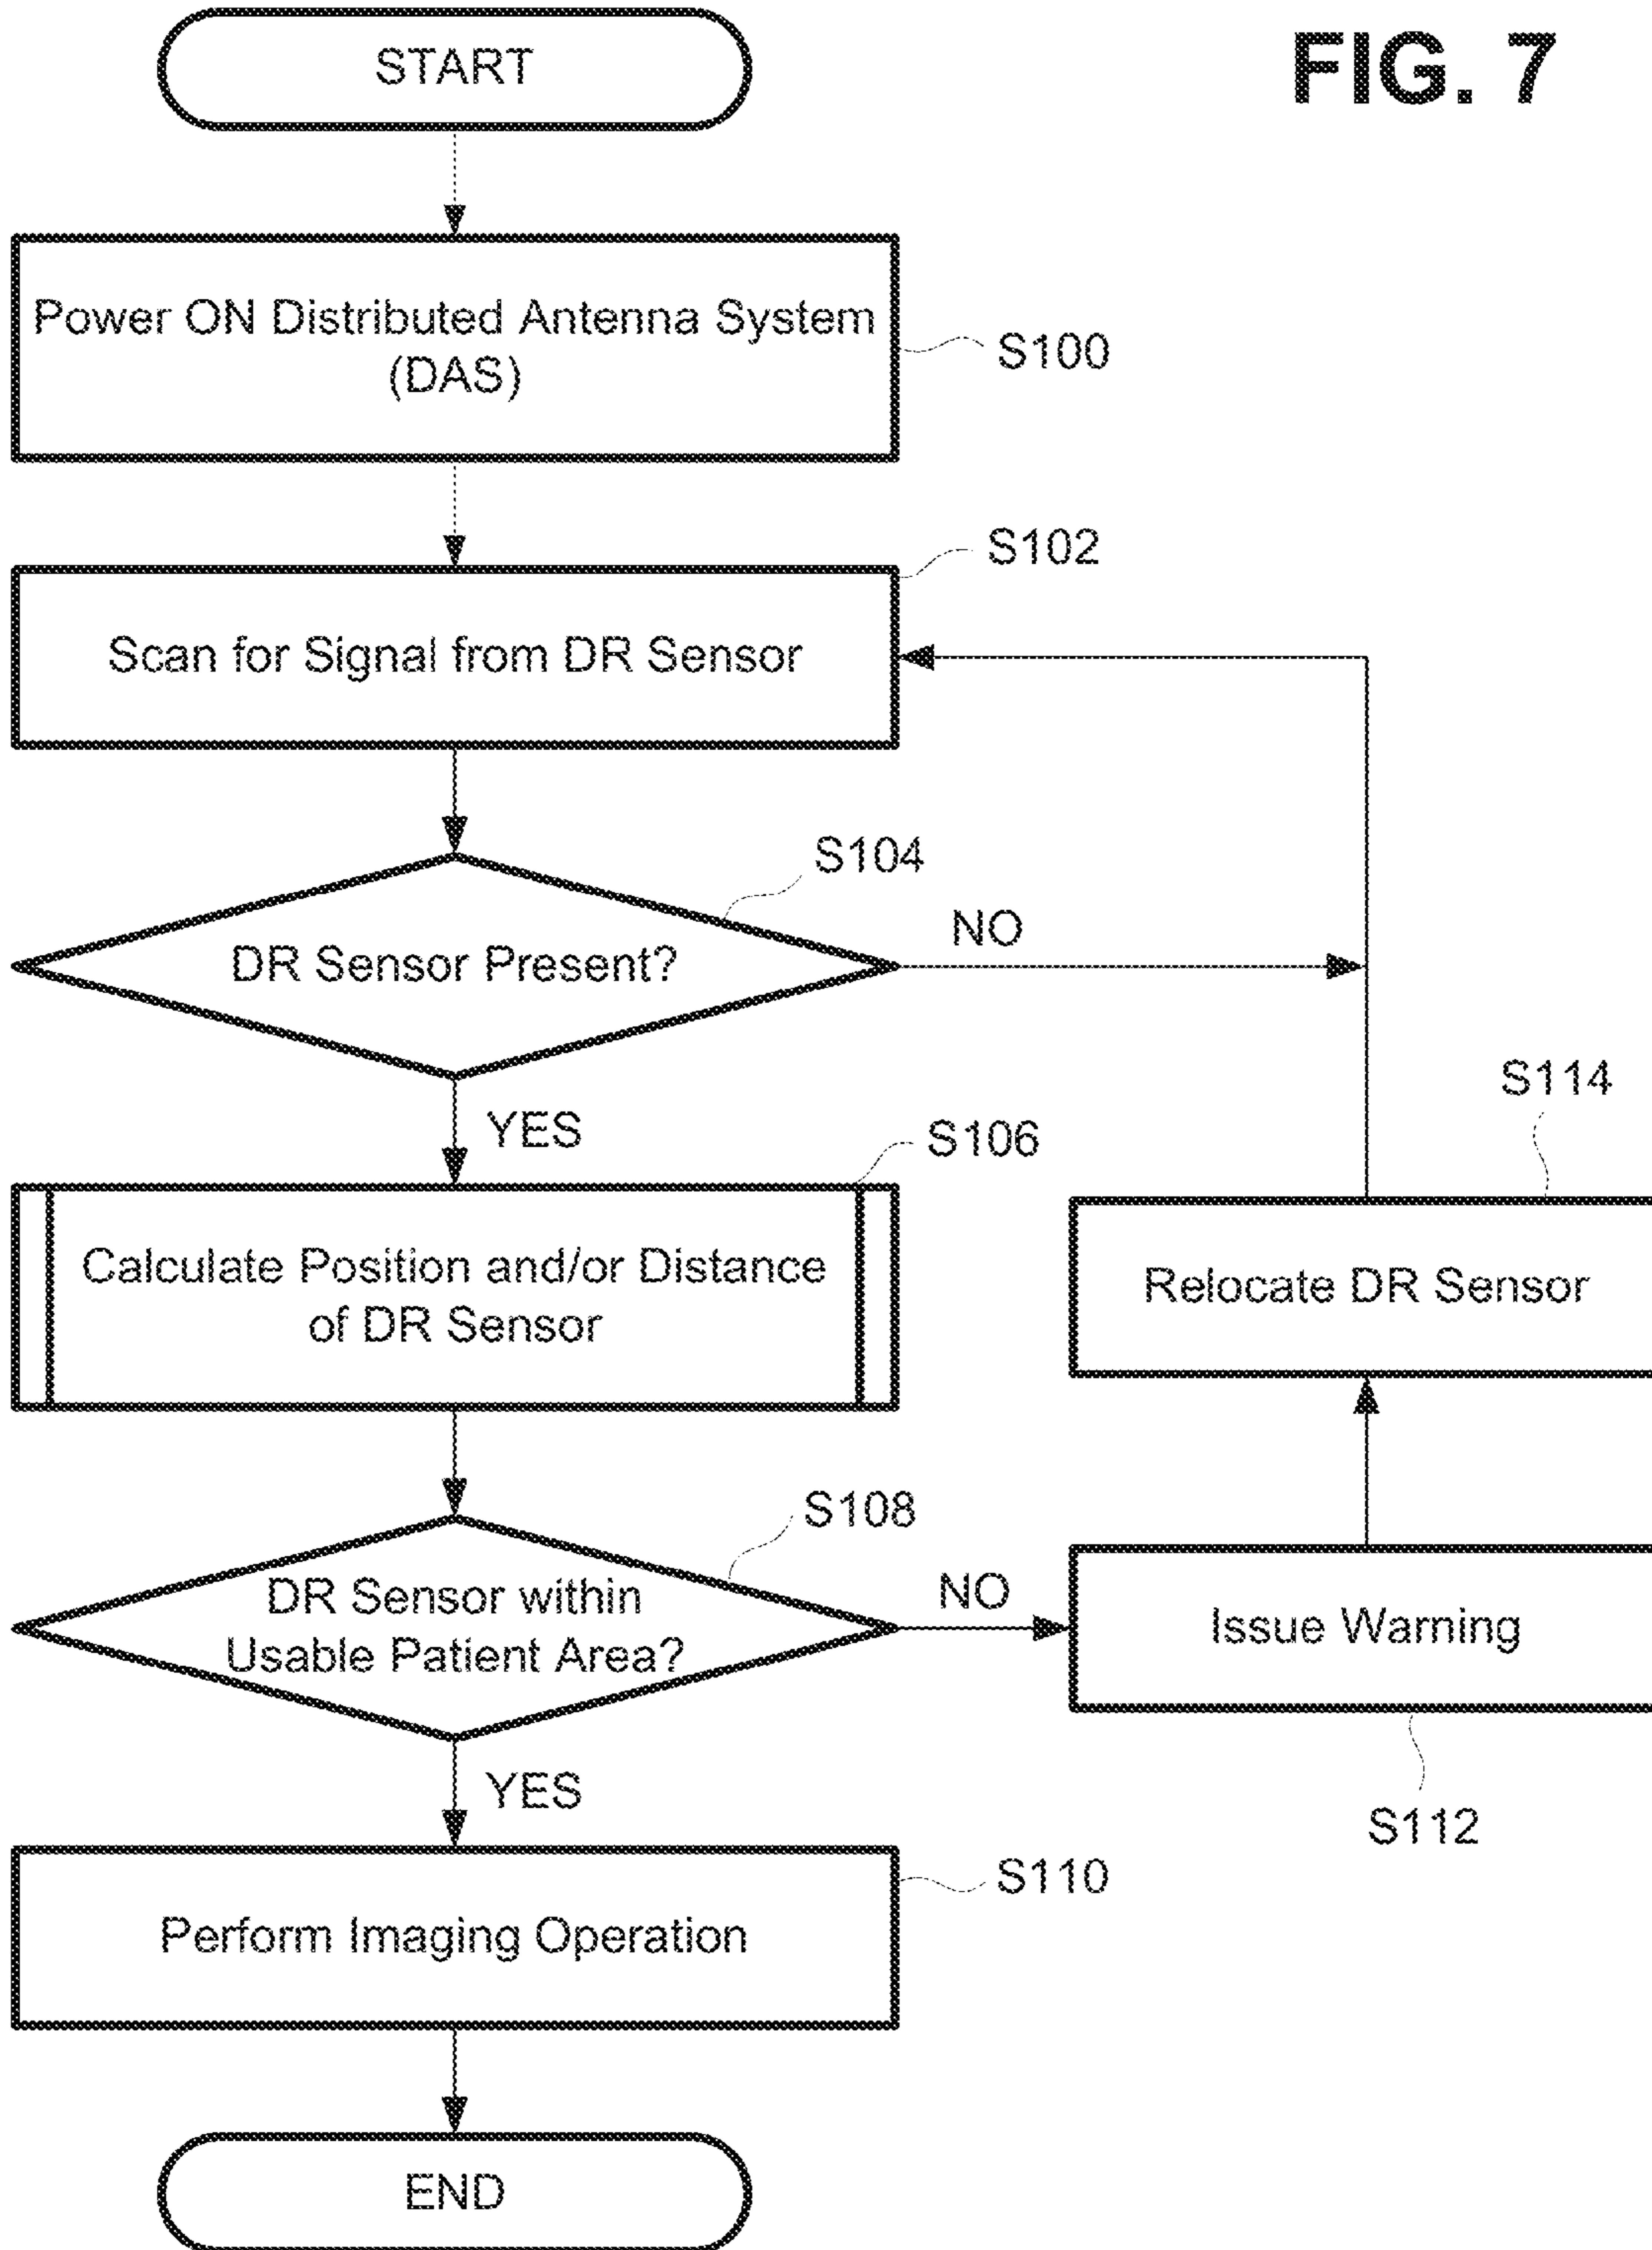 START
FIG. 7
Power ON Distributed Antenna System
(DAS)
S100
S102
Scan for Signal from DR Sensor
S104
DR Sensor Present?
NO
YES
S106
Calculate Position and/or Distance
of DR Sensor
S114
Relocate DR Sensor
S108
DR Sensor within
Usable Patient Area?
NO
Issue Warning
S112
YES
S110
Perform Imaging Operation
END